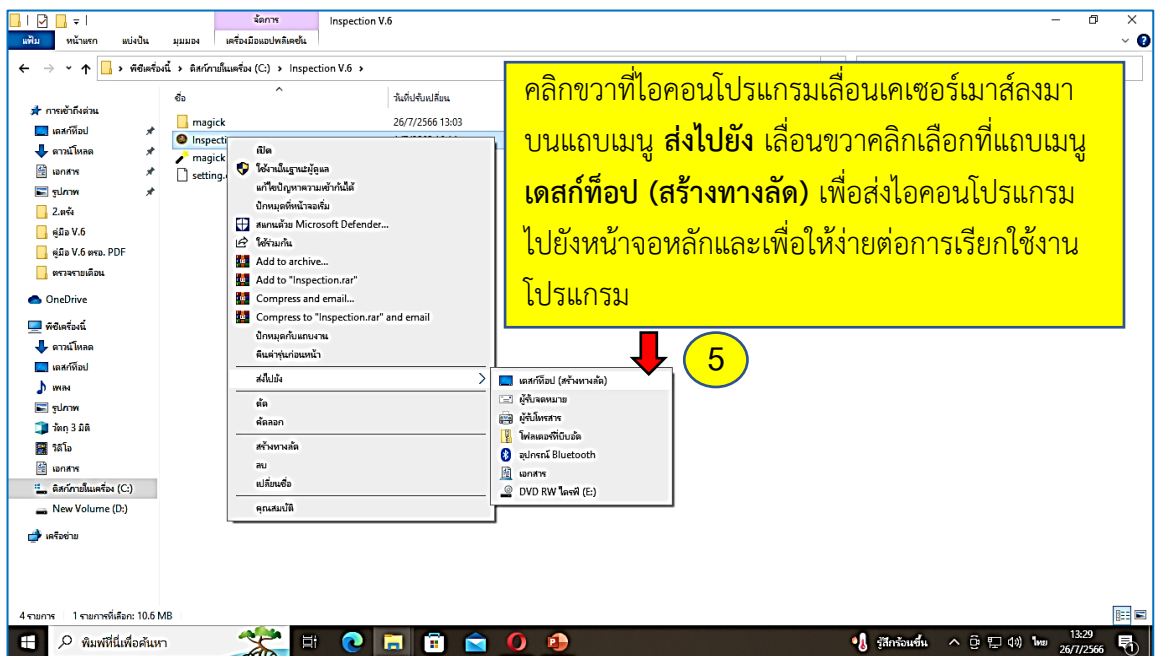 จัดการ
Inspection V.6
แฟ้ม หน้าแรก แบ่งปัน มุมมอง เครื่องมือแอปพลิเคชัน
พีซีเครื่องนี้ › ดิสก์ภายในเครื่อง (C:) › Inspection V.6 ›
คลิกขวาที่ไอคอนโปรแกรมเลื่อนเคเซอร์เมาส์ลงมา
บนแถบเมนู ส่งไปยัง เลื่อนขวาคลิกเลือกที่แถบเมนู
เดสก์ท็อป (สร้างทางลัด) เพื่อส่งไอคอนโปรแกรม
ไปยังหน้าจอหลักและเพื่อให้ง่ายต่อการเรียกใช้งาน
โปรแกรม
5
ชื่อ วันที่ปรับเปลี่ยน
magick 26/7/2566 13:03
Inspecti
magick
setting.
การเข้าถึงด่วน
เดสก์ท็อป
ดาวน์โหลด
เอกสาร
รูปภาพ
2.ตรัง
คู่มือ V.6
คู่มือ V.6 ตรอ. PDF
ตรวจรายเดือน
OneDrive
พีซีเครื่องนี้
ดาวน์โหลด
เดสก์ท็อป
เพลง
รูปภาพ
วัตถุ 3 มิติ
วิดีโอ
เอกสาร
ดิสก์ภายในเครื่อง (C:)
New Volume (D:)
เครือข่าย
เปิด
ใช้งานในฐานะผู้ดูแล
แก้ไขปัญหาความเข้ากันได้
ปักหมุดที่หน้าจอเริ่ม
สแกนด้วย Microsoft Defender...
ใช้ร่วมกัน
Add to archive...
Add to "Inspection.rar"
Compress and email...
Compress to "Inspection.rar" and email
ปักหมุดกับแถบงาน
คืนค่ารุ่นก่อนหน้า
ส่งไปยัง
ตัด
คัดลอก
สร้างทางลัด
ลบ
เปลี่ยนชื่อ
คุณสมบัติ
เดสก์ท็อป (สร้างทางลัด)
ผู้รับจดหมาย
ผู้รับโทรสาร
โฟลเดอร์ที่บีบอัด
อุปกรณ์ Bluetooth
เอกสาร
DVD RW ไดรฟ์ (E:)
4 รายการ 1 รายการที่เลือก: 10.6 MB
พิมพ์ที่นี่เพื่อค้นหา
รู้สึกร้อนขึ้น
ไทย
13:29
26/7/2566